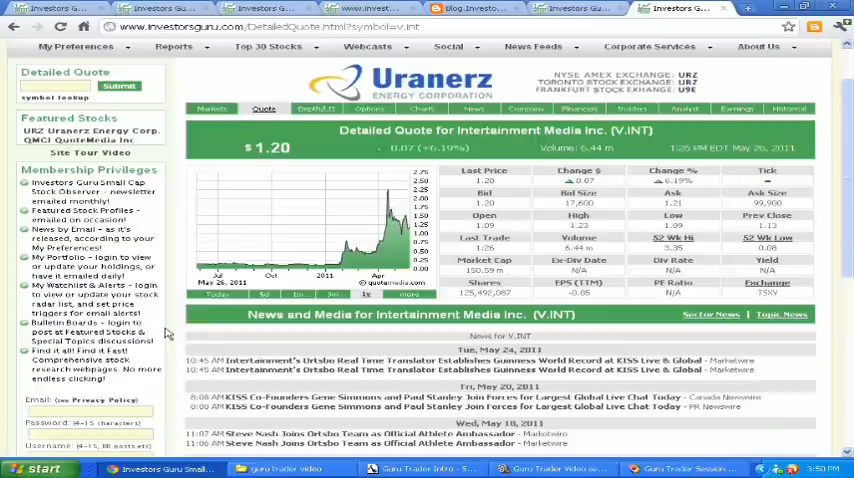 Investors Gu...
Investors Gu...
Investors Gu...
www.investo...
Blog.Investo...
Investors Gu...
Investors Gu...
www.investorsguru.com/DetailedQuote.html?symbol=v.int
My Preferences
Reports
Top 30 Stocks
Webcasts
Social
News Feeds
Corporate Services
About Us
Detailed Quote
Submit
symbol lookup
Featured Stocks
URZ Uranerz Energy Corp.
QMCI QuoteMedia Inc
Site Tour Video
Membership Privileges
Investors Guru Small Cap
Stock Observer - newsletter
emailed monthly!
Featured Stock Profiles -
emailed on occasion!
News by Email - as it's
released, according to your
My Preferences!
My Portfolio - login to view
or update your holdings, or
have it emailed daily!
My Watchlist & Alerts - login
to view or update your stock
radar list, and set price
triggers for email alerts!
Bulletin Boards - login to
post at Featured Stocks &
Special Topics discussions!
Find it all! Find it Fast!
Comprehensive stock
research webpages. No more
endless clicking!
Email: (see Privacy Policy)
Password: (4-15 characters)
Username:
Uranerz
ENERGY CORPORATION
NYSE AMEX EXCHANGE: URZ
TORONTO STOCK EXCHANGE: URZ
FRANKFURT STOCK EXHANGE: U9E
Markets
Quote
Depth/L2
Options
Charts
News
Company
Financials
Insiders
Analyst
Earnings
Historical
Detailed Quote for Intertainment Media Inc. (V.INT)
$ 1.20
0.07 (+6.19%)
Volume: 6.44 m
1:26 PM EDT May 26, 2011
2.75
2.50
2.25
2.00
1.75
1.50
1.25
1.00
0.75
0.50
0.25
0.00
Jul Oct 2011 Apr
May 26, 2011
© quotemedia.com
Today 5d 1m 3m 1y more
Last Price Change $ Change % Tick
1.20 0.07 6.19% -
Bid Bid Size Ask Ask Size
1.20 17,600 1.21 99,900
Open High Low Prev Close
1.09 1.23 1.09 1.13
Last Trade Volume 52 Wk Hi 52 Wk Low
1:26 6.44 m 3.35 0.08
Market Cap Ex-Div Date Div Rate Yield
150.59 m N/A N/A N/A
Shares EPS (TTM) PE Ratio Exchange
125,492,087 -0.05 N/A TSXV
News and Media for Intertainment Media Inc. (V.INT)
Sector News | Topic News
News for V.INT
Tue, May 24, 2011
10:45 AM Intertainment's Ortsbo Real Time Translator Establishes Guinness World Record at KISS Live & Global - Marketwire
10:45 AM Intertainment's Ortsbo Real Time Translator Establishes Guinness World Record at KISS Live & Global - Marketwire
Fri, May 20, 2011
8:08 AM KISS Co-Founders Gene Simmons and Paul Stanley Join Forces for Largest Global Live Chat Today - Canada Newswire
8:00 AM KISS Co-Founders Gene Simmons and Paul Stanley Join Forces for Largest Global Live Chat Today - PR Newswire
Wed, May 18, 2011
11:07 AM Steve Nash Joins Ortsbo Team as Official Athlete Ambassador - Marketwire
11:06 AM Steve Nash Joins Ortsbo Team as Official Athlete Ambassador - Marketwire
start
Investors Guru Smal...
guru trader video
Guru Trader Intro - S...
Guru Trader Video se...
Guru Trader Session ...
3:50 PM